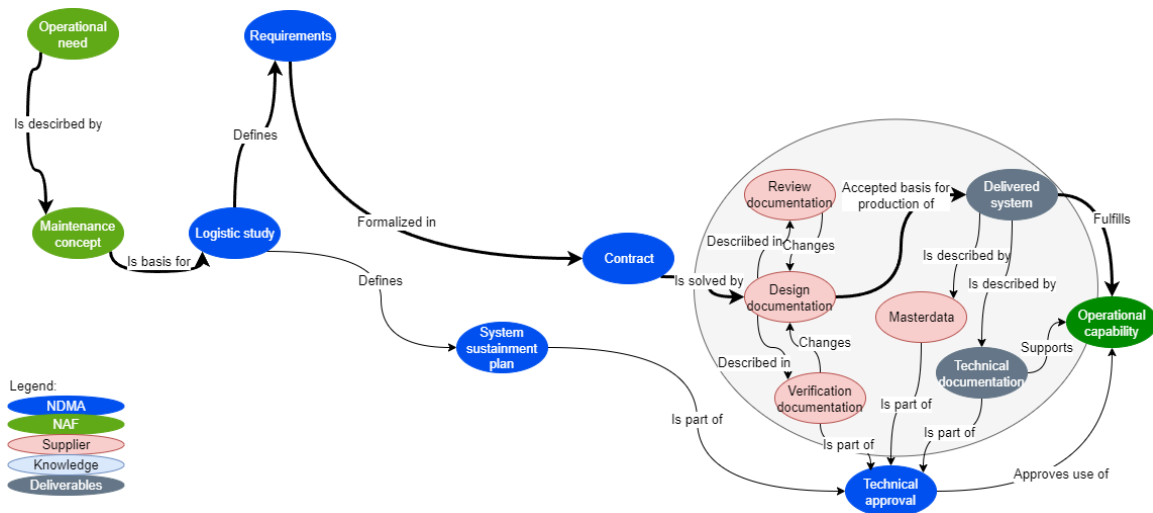 Operational
need
Requirements
Is descirbed by
Defines
Maintenance
concept
Is basis for
Logistic study
Formalized in
Contract
Defines
System
sustainment
plan
Is solved by
Review
documentation
Accepted basis for
production of
Delivered
system
Fulfills
Descriibed in
Changes
Is described by
Design
documentation
Is described by
Masterdata
Operational
capability
Changes
Supports
Described in
Technical
documentation
Verification
documentation
Is part of
Is part of
Is part of
Is part of
Technical
approval
Approves use of
Legend:
NDMA
NAF
Supplier
Knowledge
Deliverables